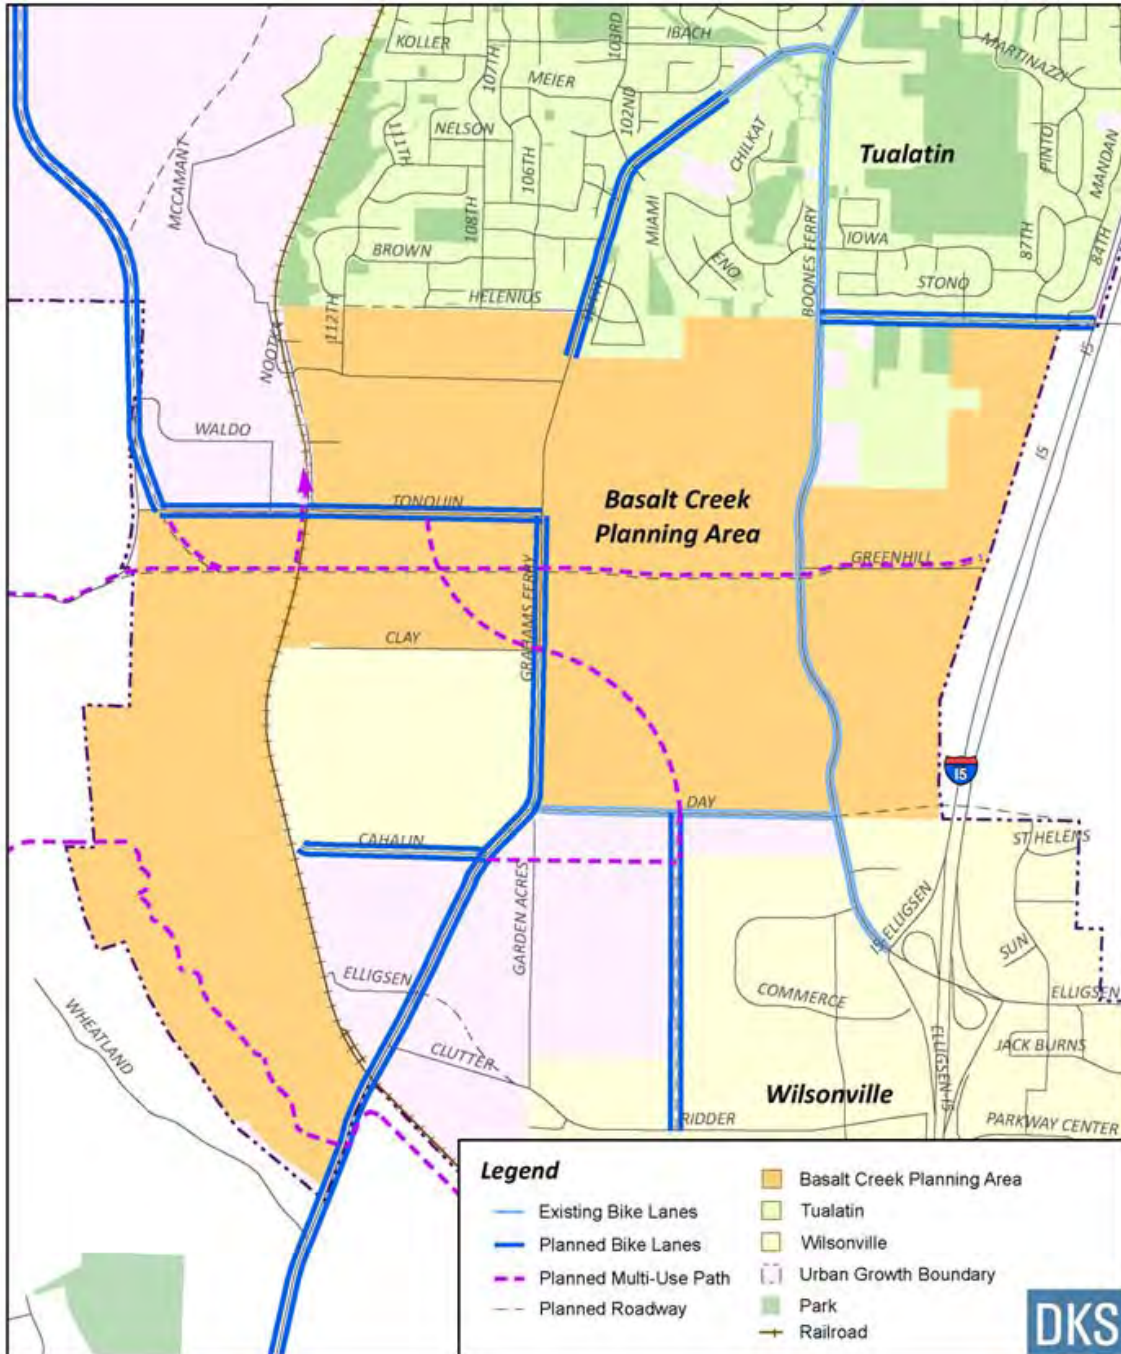 KOLLER
107TH
103RD
IBACH
MEIER
102ND
MARTINAZZI
MCCAMANT
111TH
NELSON
106TH
CHILKAT
PINTO
MANDAN
Tualatin
108TH
MIAMI
BROWN
ENO
BOONES FERRY
IOWA
87TH
84TH
HELENIUS
STONO
112TH
NOOTKA
I5
WALDO
I5
TONQUIN
Basalt Creek
Planning Area
GREENHILL
GRAHAMS FERRY
CLAY
15
DAY
CAHALIN
ST HELENS
GARDEN ACRES
I5 ELLIGSEN
SUN
ELLIGSEN
COMMERCE
ELLIGSEN
WHEATLAND
CLUTTER
ELLIGSEN I5
JACK BURNS
Wilsonville
RIDDER
PARKWAY CENTER
Legend
Existing Bike Lanes
Planned Bike Lanes
Planned Multi-Use Path
Planned Roadway
Basalt Creek Planning Area
Tualatin
Wilsonville
Urban Growth Boundary
Park
Railroad
DKS